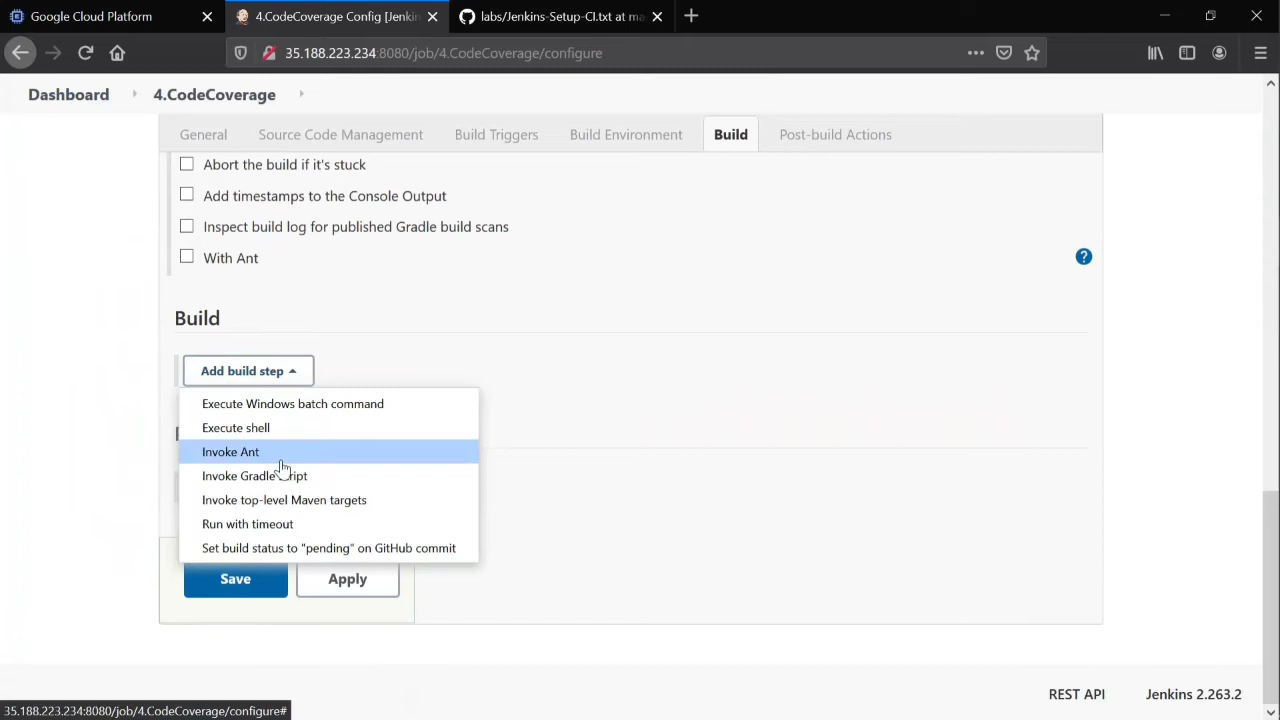 Google Cloud Platform
4.CodeCoverage Config [Jenkin
labs/Jenkins-Setup-CI.txt at ma
35.188.223.234:8080/job/4.CodeCoverage/configure
Dashboard
4.CodeCoverage
General
Source Code Management
Build Triggers
Build Environment
Build
Post-build Actions
Abort the build if it's stuck
Add timestamps to the Console Output
Inspect build log for published Gradle build scans
With Ant
?
Build
Add build step
Execute Windows batch command
Execute shell
Invoke Ant
Invoke Gradle script
Invoke top-level Maven targets
Run with timeout
Set build status to "pending" on GitHub commit
Save
Apply
REST API
Jenkins 2.263.2
35.188.223.234:8080/job/4.CodeCoverage/configure#